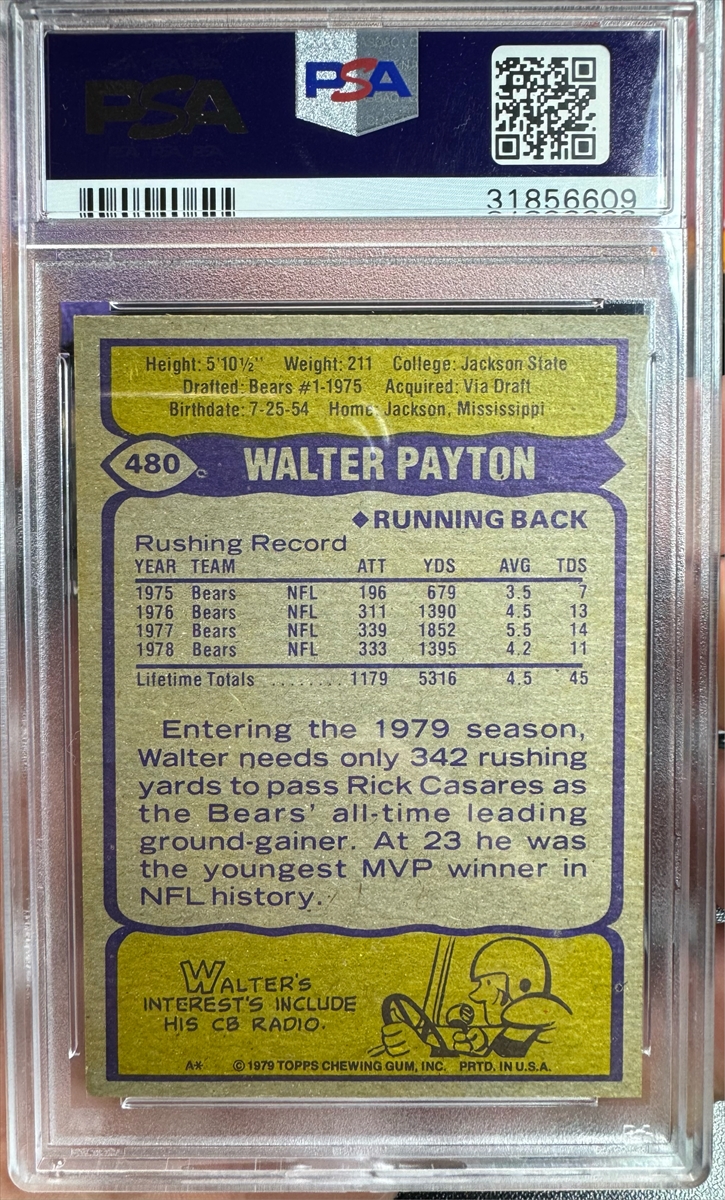 PSA
PSA
31856609
Height: 5'10½" Weight: 211 College: Jackson State
Drafted: Bears #1-1975 Acquired: Via Draft
Birthdate: 7-25-54 Home: Jackson, Mississippi
480 WALTER PAYTON
◆RUNNING BACK
Rushing Record
YEAR TEAM ATT YDS AVG TDS
1975 Bears NFL 196 679 3.5 7
1976 Bears NFL 311 1390 4.5 13
1977 Bears NFL 339 1852 5.5 14
1978 Bears NFL 333 1395 4.2 11
Lifetime Totals ........ 1179 5316 4.5 45
Entering the 1979 season,
Walter needs only 342 rushing
yards to pass Rick Casares as
the Bears' all-time leading
ground-gainer. At 23 he was
the youngest MVP winner in
NFL history.
WALTER'S
INTEREST'S INCLUDE
HIS CB RADIO.
A* © 1979 TOPPS CHEWING GUM, INC. PRTD. IN U.S.A.